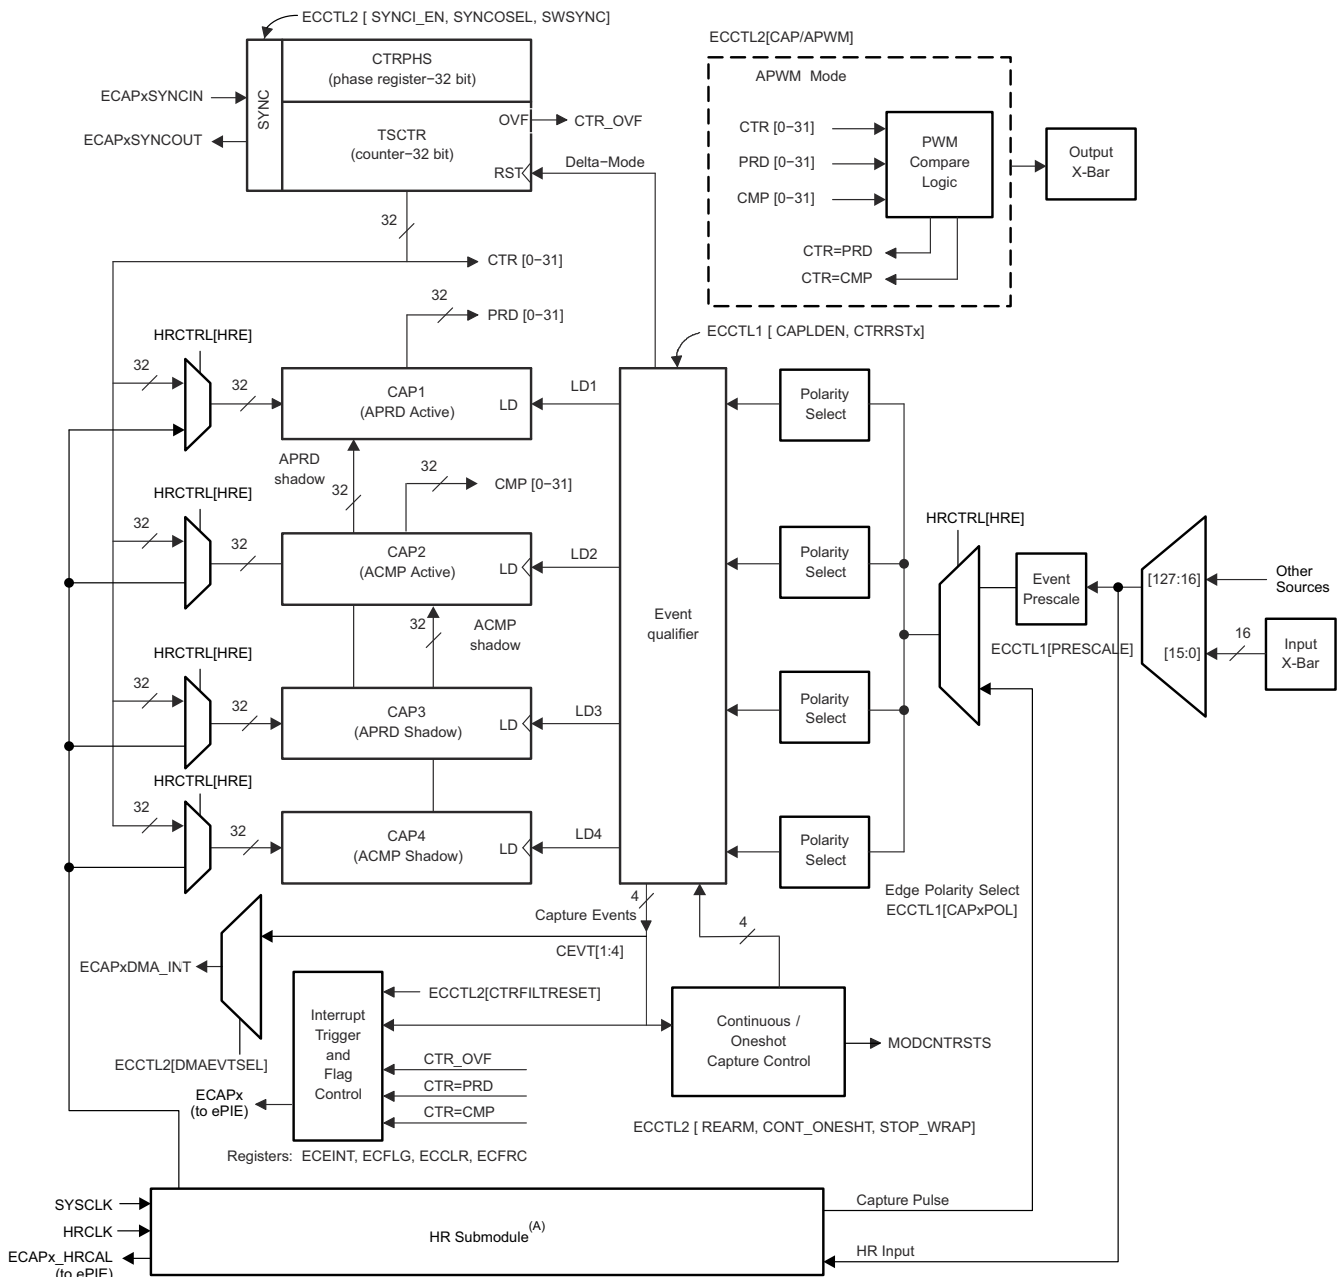 ECCTL2 [ SYNCI_EN, SYNCOSEL, SWSYNC]
ECCTL2[CAP/APWM]
SYNC
CTRPHS
(phase register−32 bit)
APWM Mode
ECAPxSYNCIN
ECAPxSYNCOUT
TSCTR
(counter−32 bit)
OVF
CTR_OVF
RST
Delta−Mode
CTR [0−31]
PRD [0−31]
CMP [0−31]
PWM
Compare
Logic
Output
X-Bar
CTR=PRD
CTR=CMP
32
CTR [0−31]
32
PRD [0−31]
ECCTL1 [ CAPLDEN, CTRRSTx]
HRCTRL[HRE]
32
32
CAP1
(APRD Active)
LD
LD1
Polarity
Select
APRD
shadow
32
32
CMP [0−31]
HRCTRL[HRE]
32
32
CAP2
(ACMP Active)
LD
LD2
Polarity
Select
HRCTRL[HRE]
Event
Prescale
ECCTL1[PRESCALE]
[127:16]
Other
Sources
[15:0]
16
Input
X-Bar
32
ACMP
shadow
Event
qualifier
HRCTRL[HRE]
32
32
CAP3
(APRD Shadow)
LD
LD3
Polarity
Select
HRCTRL[HRE]
32
32
CAP4
(ACMP Shadow)
LD
LD4
Polarity
Select
Edge Polarity Select
ECCTL1[CAPxPOL]
4
Capture Events
CEVT[1:4]
4
ECAPxDMA_INT
ECCTL2[DMAEVTSEL]
Interrupt
Trigger
and
Flag
Control
ECCTL2[CTRFILTRESET]
CTR_OVF
CTR=PRD
CTR=CMP
Continuous /
Oneshot
Capture Control
MODCNTRSTS
ECAPx
(to ePIE)
ECCTL2 [ REARM, CONT_ONESHT, STOP_WRAP]
Registers: ECEINT, ECFLG, ECCLR, ECFRC
SYSCLK
HRCLK
ECAPx_HRCAL
(to ePIE)
HR Submodule(A)
Capture Pulse
HR Input